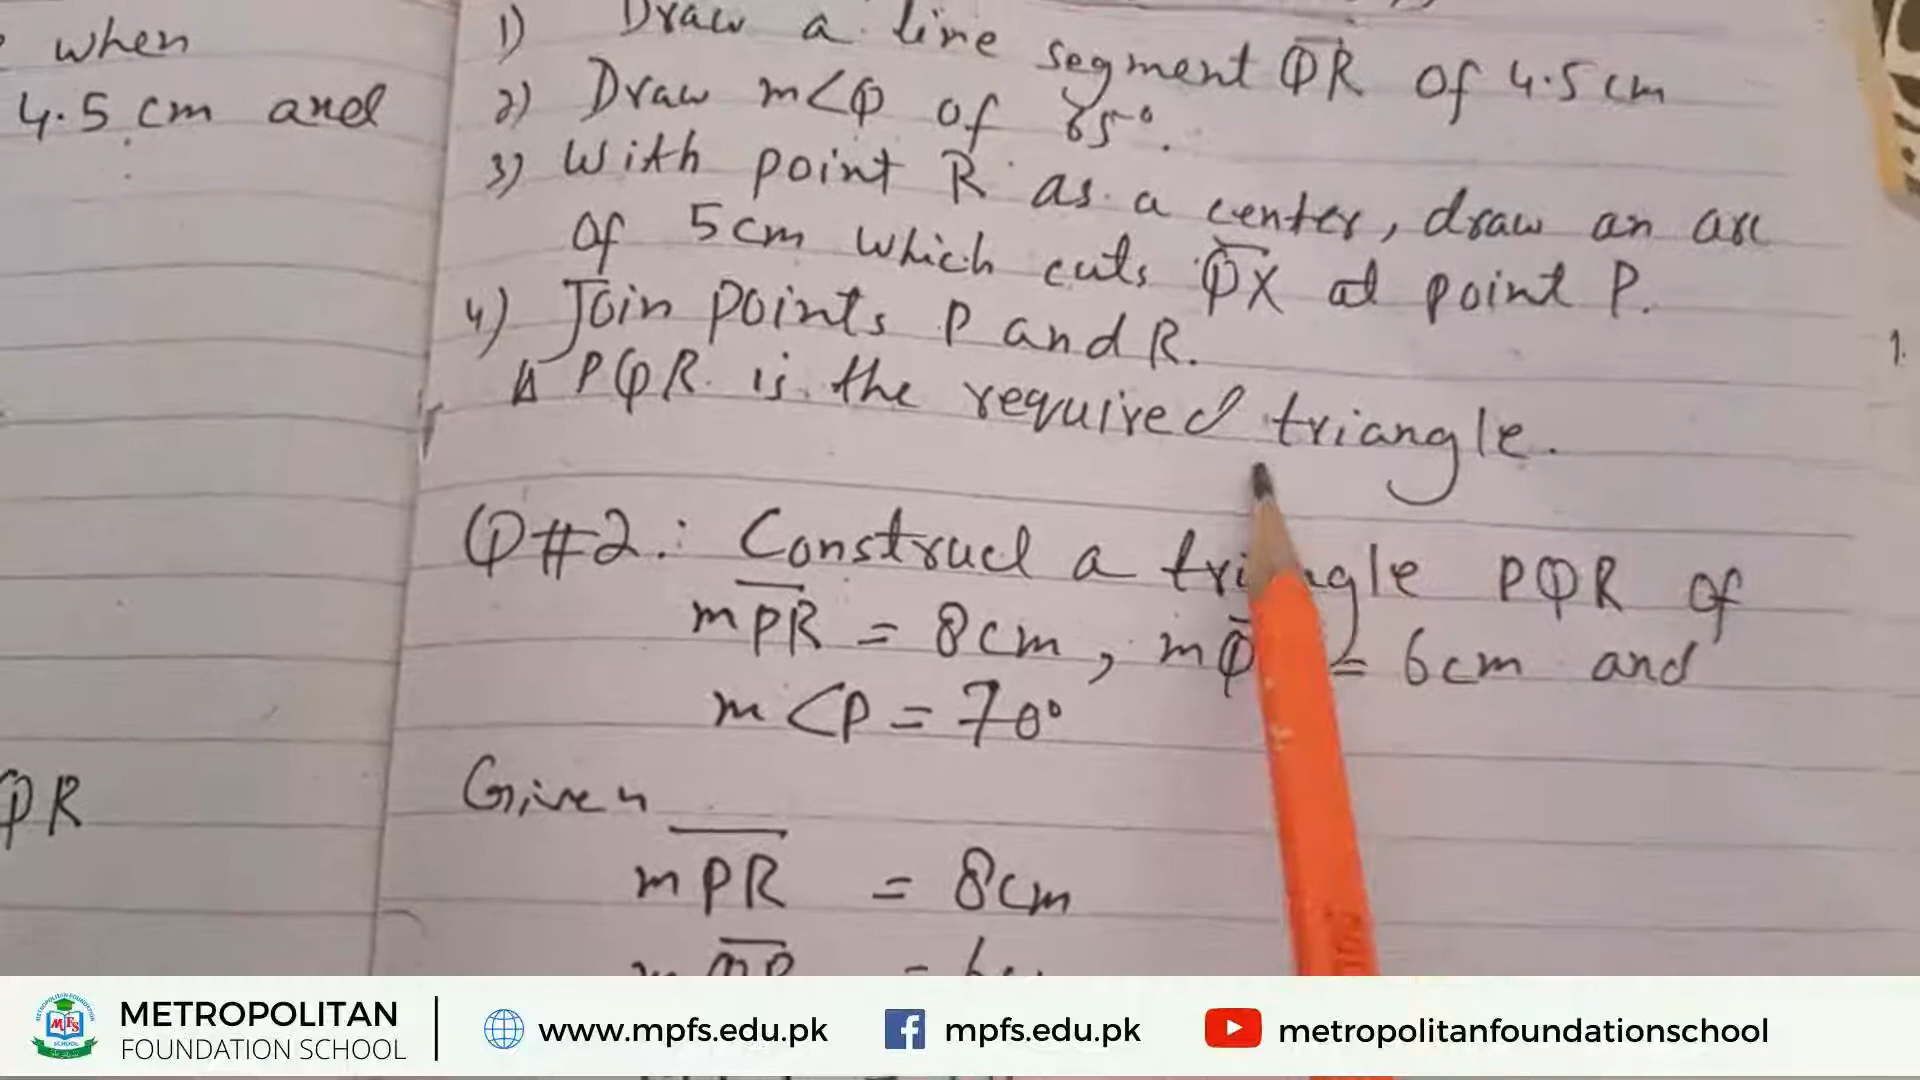 when
4.5 cm and
QR
1) Draw a line segment QR of 4.5 cm
2) Draw m<Q of 65°.
3) With point R as a center, draw an arc
of 5cm which cuts QX at point P.
4) Join points P and R.
Δ PQR is the required triangle.
Q#2: Construct a triangle PQR of
mPR = 8cm, mQ = 6cm and
m<P = 70°
Given
mPR = 8cm
1.
METROPOLITAN
FOUNDATION SCHOOL
www.mpfs.edu.pk
mpfs.edu.pk
metropolitanfoundationschool
MFS